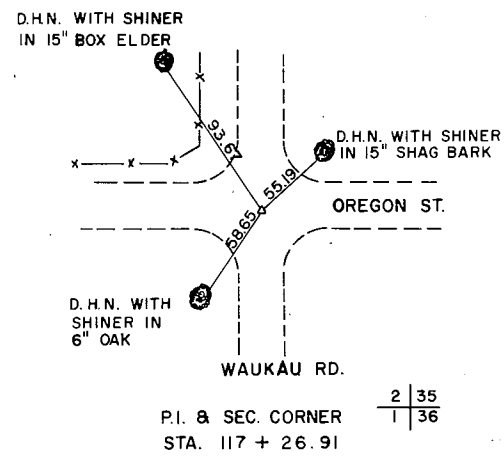 D.H.N. WITH SHINER
IN 15" BOX ELDER
93.67
D.H.N. WITH SHINER
IN 15" SHAG BARK
55.19
OREGON ST.
58.65
D.H.N. WITH
SHINER IN
6" OAK
WAUKAU RD.
2 35
1 36
P.I. & SEC. CORNER
STA. 117 + 26.91